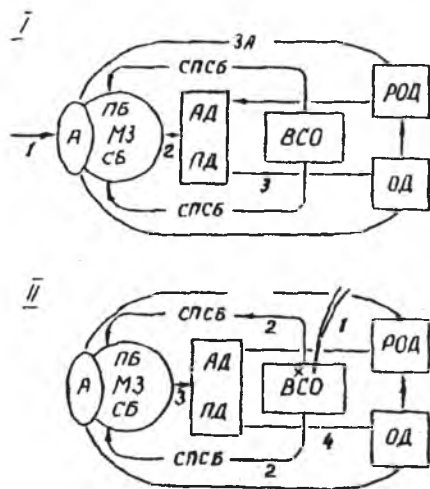 I
ЗА
СПСБ
РОД
ПБ
А МЗ
СБ
АД
ПД
ВСО
1
2
3
СПСБ
ОД
II
СПСБ
2
1
РОД
ПБ
А МЗ
СБ
АД
ПД
×
ВСО
3
4
СПСБ
2
ОД